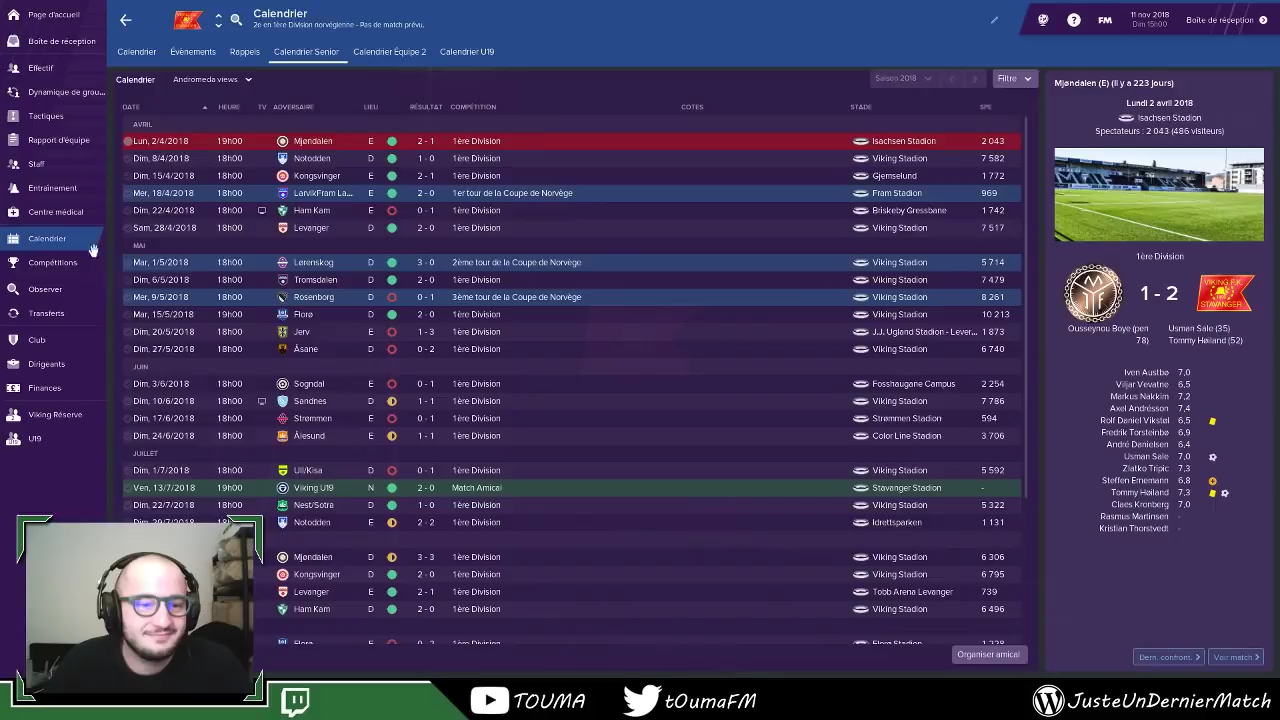 Page d'accueil
Boîte de réception
Effectif
Dynamique de grou...
Tactiques
Rapport d'équipe
Staff
Entraînement
Centre médical
Calendrier
Compétitions
Observer
Transferts
Club
Dirigeants
Finances
Viking Réserve
U19
Calendrier
2e en 1ère Division norvégienne - Pas de match prévu.
FM
11 nov 2018
Dim 15h00
Boîte de réception
Calendrier Évènements Rappels Calendrier Senior Calendrier Équipe 2 Calendrier U19
Calendrier Andromeda views
Saison 2018
Filtre
DATE HEURE TV ADVERSAIRE LIEU RÉSULTAT COMPÉTITION COTES STADE SPE
AVRIL
Lun, 2/4/2018 19h00 Mjøndalen E 2 - 1 1ère Division Isachsen Stadion 2 043
Dim, 8/4/2018 18h00 Notodden D 1 - 0 1ère Division Viking Stadion 7 582
Dim, 15/4/2018 18h00 Kongsvinger E 2 - 1 1ère Division Gjemselund 1 772
Mer, 18/4/2018 18h00 LarvikFram La... E 2 - 0 1er tour de la Coupe de Norvège Fram Stadion 969
Dim, 22/4/2018 18h00 Ham Kam E 0 - 1 1ère Division Briskeby Gressbane 1 742
Sam, 28/4/2018 18h00 Levanger D 2 - 0 1ère Division Viking Stadion 7 517
MAI
Mar, 1/5/2018 18h00 Lørenskog D 3 - 0 2ème tour de la Coupe de Norvège Viking Stadion 5 714
Dim, 6/5/2018 18h00 Tromsdalen D 2 - 0 1ère Division Viking Stadion 7 479
Mer, 9/5/2018 18h00 Rosenborg D 0 - 1 3ème tour de la Coupe de Norvège Viking Stadion 8 261
Mar, 15/5/2018 18h00 Florø D 2 - 0 1ère Division Viking Stadion 10 213
Dim, 20/5/2018 18h00 Jerv E 1 - 3 1ère Division J.J. Ugland Stadion - Lever... 1 873
Dim, 27/5/2018 18h00 Åsane D 0 - 2 1ère Division Viking Stadion 6 740
JUIN
Dim, 3/6/2018 18h00 Sogndal E 0 - 1 1ère Division Fosshaugane Campus 2 254
Dim, 10/6/2018 18h00 Sandnes D 1 - 1 1ère Division Viking Stadion 7 786
Dim, 17/6/2018 18h00 Strømmen E 0 - 1 1ère Division Strømmen Stadion 594
Dim, 24/6/2018 18h00 Ålesund E 1 - 1 1ère Division Color Line Stadion 3 706
JUILLET
Dim, 1/7/2018 18h00 Ull/Kisa D 0 - 1 1ère Division Viking Stadion 5 592
Ven, 13/7/2018 19h00 Viking U19 N 2 - 0 Match Amical Stavanger Stadion -
Dim, 22/7/2018 18h00 Nest/Sotra D 1 - 0 1ère Division Viking Stadion 5 322
Dim, 29/7/2018 18h00 Notodden E 2 - 2 1ère Division Idrettsparken 1 131
Mjøndalen D 3 - 3 1ère Division Viking Stadion 6 306
Kongsvinger D 2 - 0 1ère Division Viking Stadion 6 795
Levanger E 2 - 1 1ère Division Tobb Arena Levanger 739
Ham Kam D 2 - 0 1ère Division Viking Stadion 6 496
Florø E 1ère Division Florø Stadion
Organiser amical
Mjøndalen (E) (Il y a 223 jours)
Lundi 2 avril 2018
Isachsen Stadion
Spectateurs : 2 043 (486 visiteurs)
1ère Division
1 - 2
VIKING F.K.
STAVANGER
Ousseynou Boye (pen 78)
Usman Sale (35)
Tommy Høiland (52)
Iven Austbø 7,0
Viljar Vevatne 6,5
Markus Nakkim 7,2
Axel Andrésson 7,4
Rolf Daniel Vikstøl 6,5
Fredrik Torsteinbø 6,9
André Danielsen 6,4
Usman Sale 7,0
Zlatko Tripic 7,3
Steffen Ernemann 6,8
Tommy Høiland 7,3
Claes Kronberg 7,0
Rasmus Martinsen -
Kristian Thorstvedt -
Dern. confront.
Voir match
TOUMA
tOumaFM
JusteUnDernierMatch